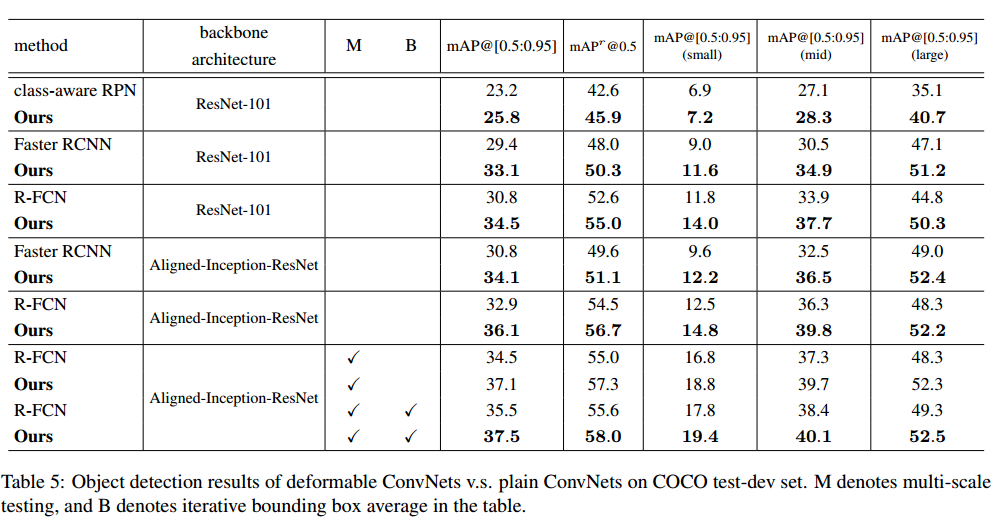 method backbone architecture M B mAP@[0.5:0.95] mAPʳ@0.5 mAP@[0.5:0.95] (small) mAP@[0.5:0.95] (mid) mAP@[0.5:0.95] (large)
class-aware RPN ResNet-101 23.2 42.6 6.9 27.1 35.1
Ours 25.8 45.9 7.2 28.3 40.7
Faster RCNN ResNet-101 29.4 48.0 9.0 30.5 47.1
Ours 33.1 50.3 11.6 34.9 51.2
R-FCN ResNet-101 30.8 52.6 11.8 33.9 44.8
Ours 34.5 55.0 14.0 37.7 50.3
Faster RCNN Aligned-Inception-ResNet 30.8 49.6 9.6 32.5 49.0
Ours 34.1 51.1 12.2 36.5 52.4
R-FCN Aligned-Inception-ResNet 32.9 54.5 12.5 36.3 48.3
Ours 36.1 56.7 14.8 39.8 52.2
R-FCN Aligned-Inception-ResNet ✓ 34.5 55.0 16.8 37.3 48.3
Ours ✓ 37.1 57.3 18.8 39.7 52.3
R-FCN ✓ ✓ 35.5 55.6 17.8 38.4 49.3
Ours ✓ ✓ 37.5 58.0 19.4 40.1 52.5
Table 5: Object detection results of deformable ConvNets v.s. plain ConvNets on COCO test-dev set. M denotes multi-scale
testing, and B denotes iterative bounding box average in the table.